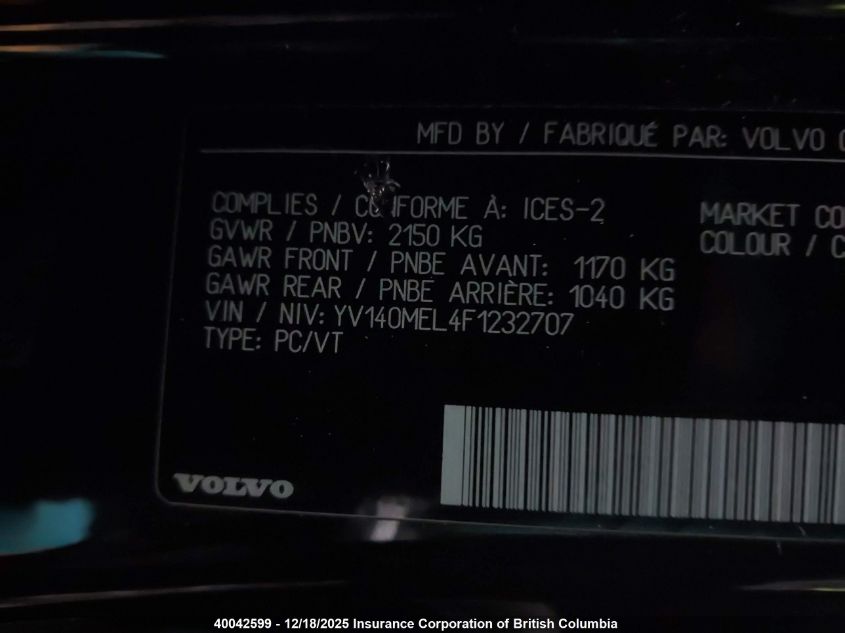 MFD BY / FABRIQUÉ PAR: VOLVO
COMPLIES / CONFORME À: ICES-2
GVWR / PNBV: 2150 KG
GAWR FRONT / PNBE AVANT: 1170 KG
GAWR REAR / PNBE ARRIÈRE: 1040 KG
VIN / NIV: YV140MEL4F1232707
TYPE: PC/VT
MARKET CO
COLOUR / C
VOLVO
40042599 - 12/18/2025 Insurance Corporation of British Columbia